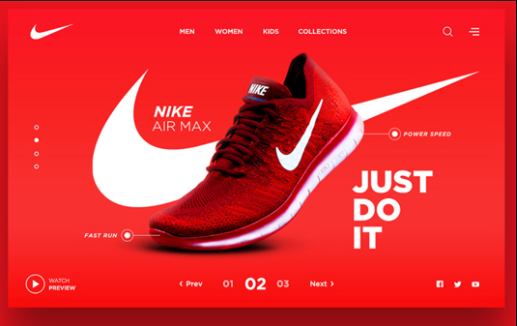 MEN WOMEN KIDS COLLECTIONS
NIKE
AIR MAX
NIKE
POWER SPEED
JUST
DO
IT
FAST RUN
WATCH
PREVIEW
‹ Prev 01 02 03 Next ›